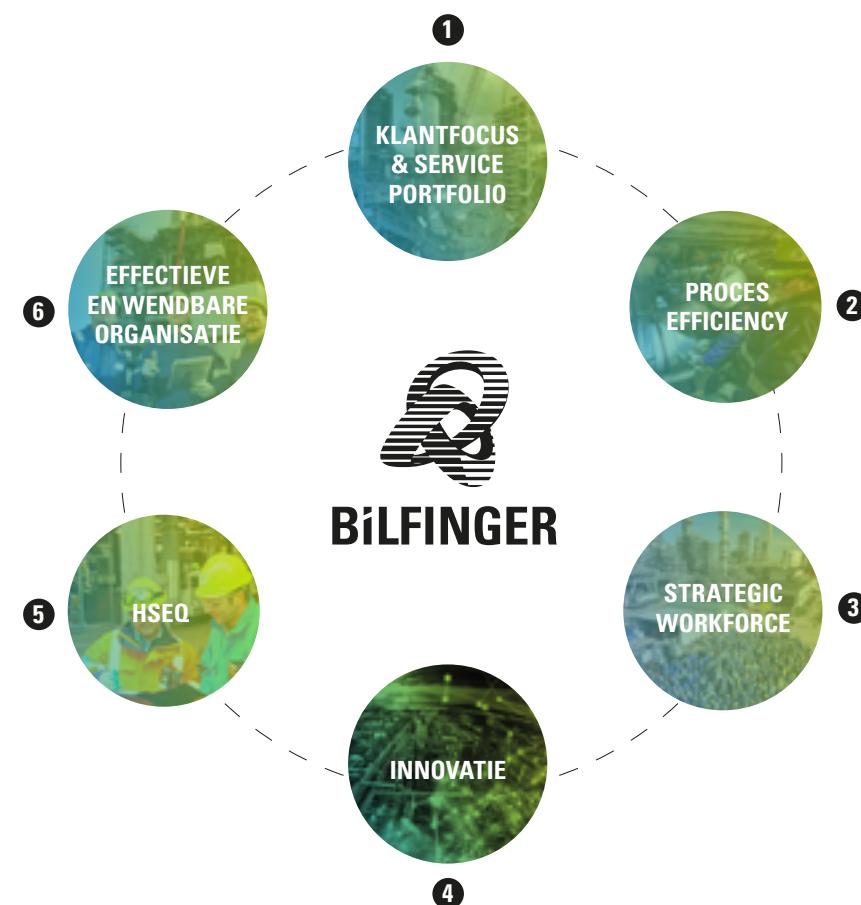 1
KLANTFOCUS
& SERVICE
PORTFOLIO
2
PROCES
EFFICIENCY
3
STRATEGIC
WORKFORCE
4
INNOVATIE
5
HSEQ
6
EFFECTIEVE
EN WENDBARE
ORGANISATIE
BiLFINGER